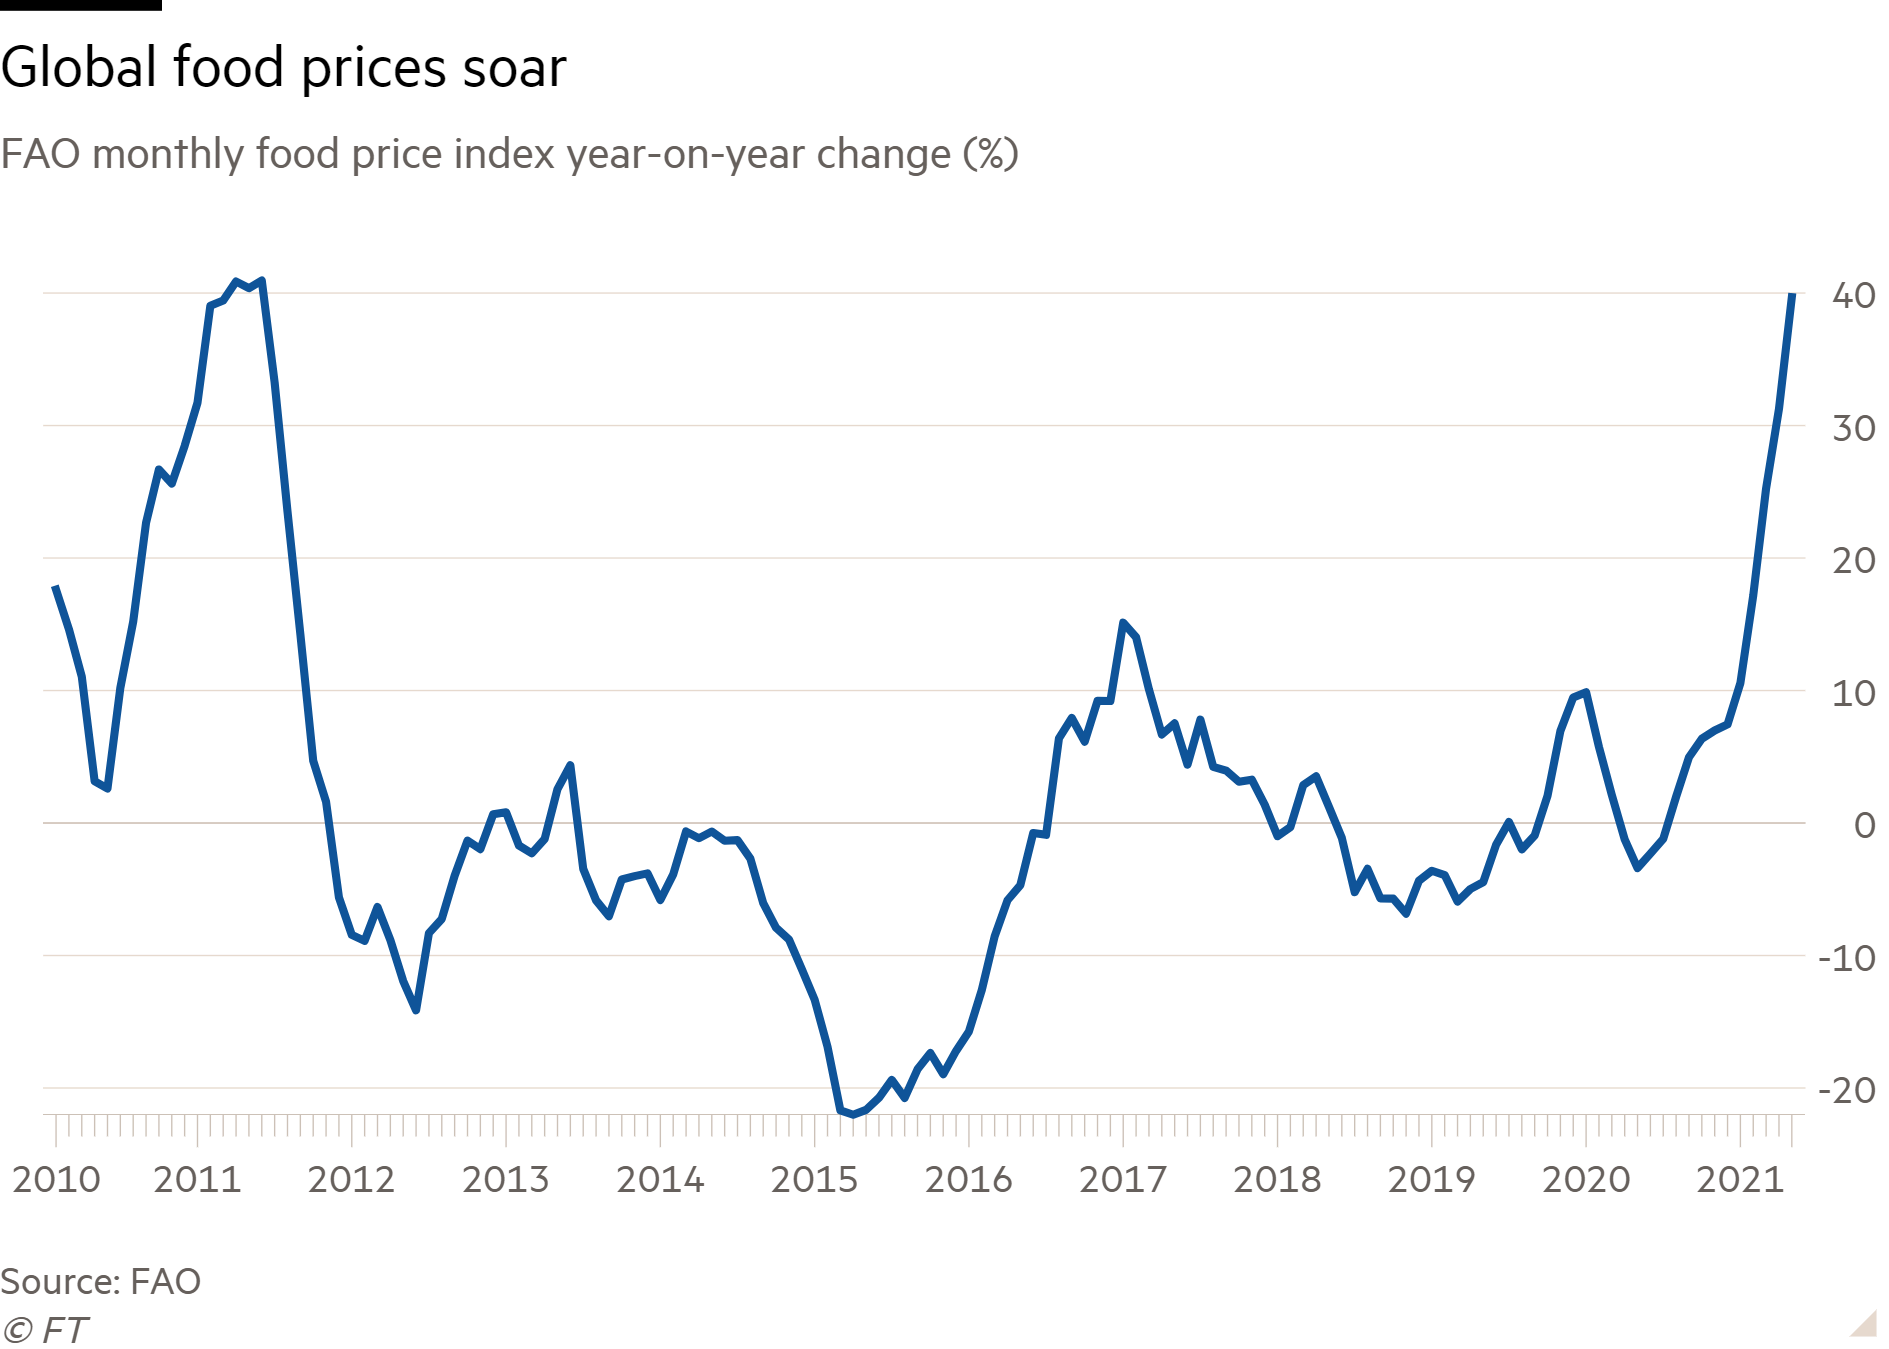 Global food prices soar
FAO monthly food price index year-on-year change (%)
40
30
20
10
0
-10
-20
2010 2011 2012 2013 2014 2015 2016 2017 2018 2019 2020 2021
Source: FAO
© FT